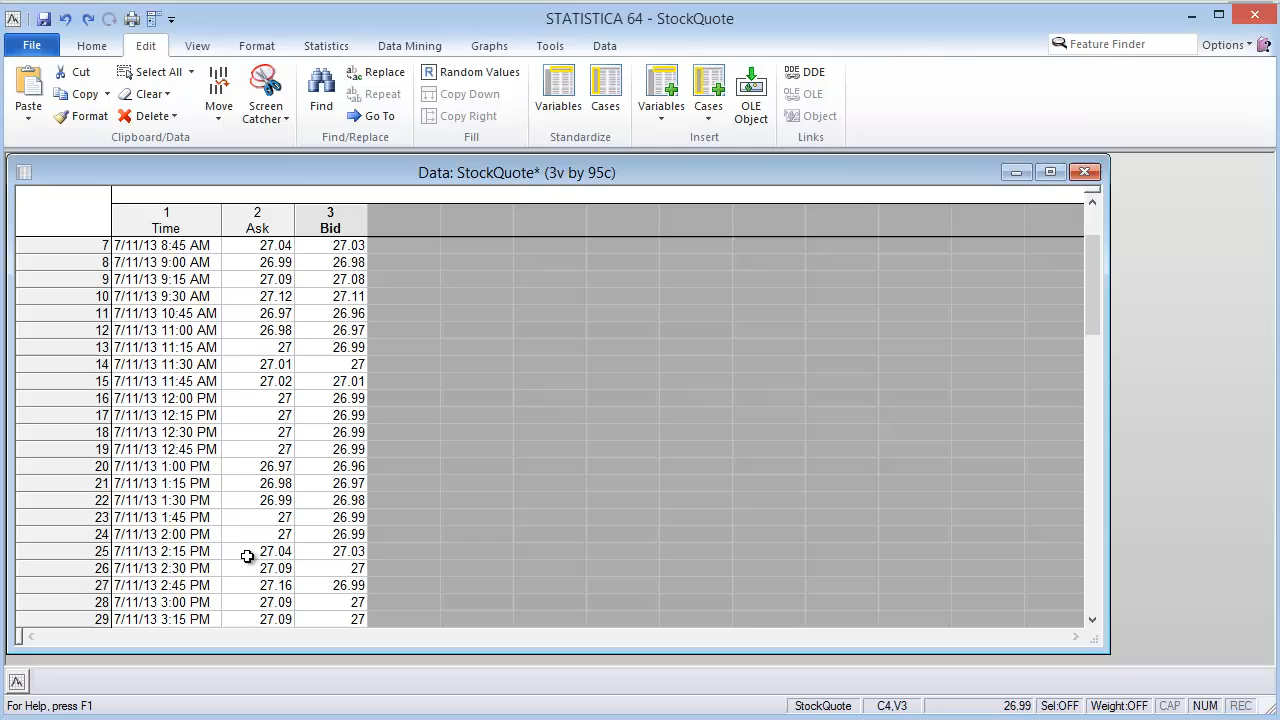 STATISTICA 64 - StockQuote
File Home Edit View Format Statistics Data Mining Graphs Tools Data
Feature Finder Options
Paste
Cut
Copy
Format
Select All
Clear
Delete
Move
Screen Catcher
Clipboard/Data
Find
Replace
Repeat
Go To
Find/Replace
Random Values
Copy Down
Copy Right
Fill
Variables Cases
Standardize
Variables Cases OLE Object
Insert
DDE
OLE
Object
Links
Data: StockQuote* (3v by 95c)
1 2 3
Time Ask Bid
7 7/11/13 8:45 AM 27.04 27.03
8 7/11/13 9:00 AM 26.99 26.98
9 7/11/13 9:15 AM 27.09 27.08
10 7/11/13 9:30 AM 27.12 27.11
11 7/11/13 10:45 AM 26.97 26.96
12 7/11/13 11:00 AM 26.98 26.97
13 7/11/13 11:15 AM 27 26.99
14 7/11/13 11:30 AM 27.01 27
15 7/11/13 11:45 AM 27.02 27.01
16 7/11/13 12:00 PM 27 26.99
17 7/11/13 12:15 PM 27 26.99
18 7/11/13 12:30 PM 27 26.99
19 7/11/13 12:45 PM 27 26.99
20 7/11/13 1:00 PM 26.97 26.96
21 7/11/13 1:15 PM 26.98 26.97
22 7/11/13 1:30 PM 26.99 26.98
23 7/11/13 1:45 PM 27 26.99
24 7/11/13 2:00 PM 27 26.99
25 7/11/13 2:15 PM 27.04 27.03
26 7/11/13 2:30 PM 27.09 27
27 7/11/13 2:45 PM 27.16 26.99
28 7/11/13 3:00 PM 27.09 27
29 7/11/13 3:15 PM 27.09 27
For Help, press F1 StockQuote C4,V3 26.99 Sel:OFF Weight:OFF CAP NUM REC